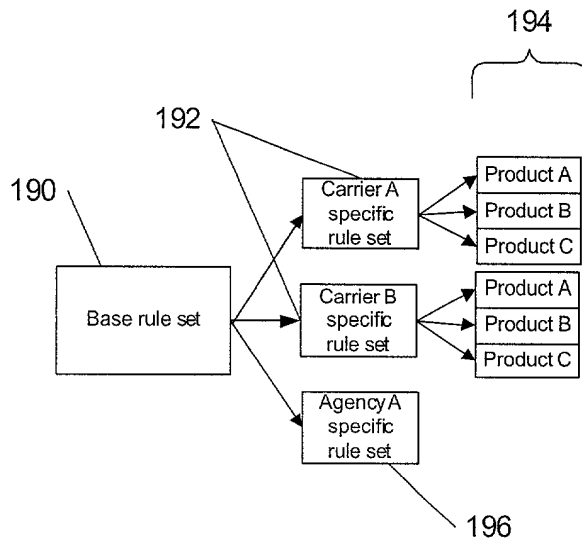 194
192
190
Carrier A
specific
rule set
Product A
Product B
Product C
Base rule set
Carrier B
specific
rule set
Product A
Product B
Product C
Agency A
specific
rule set
196